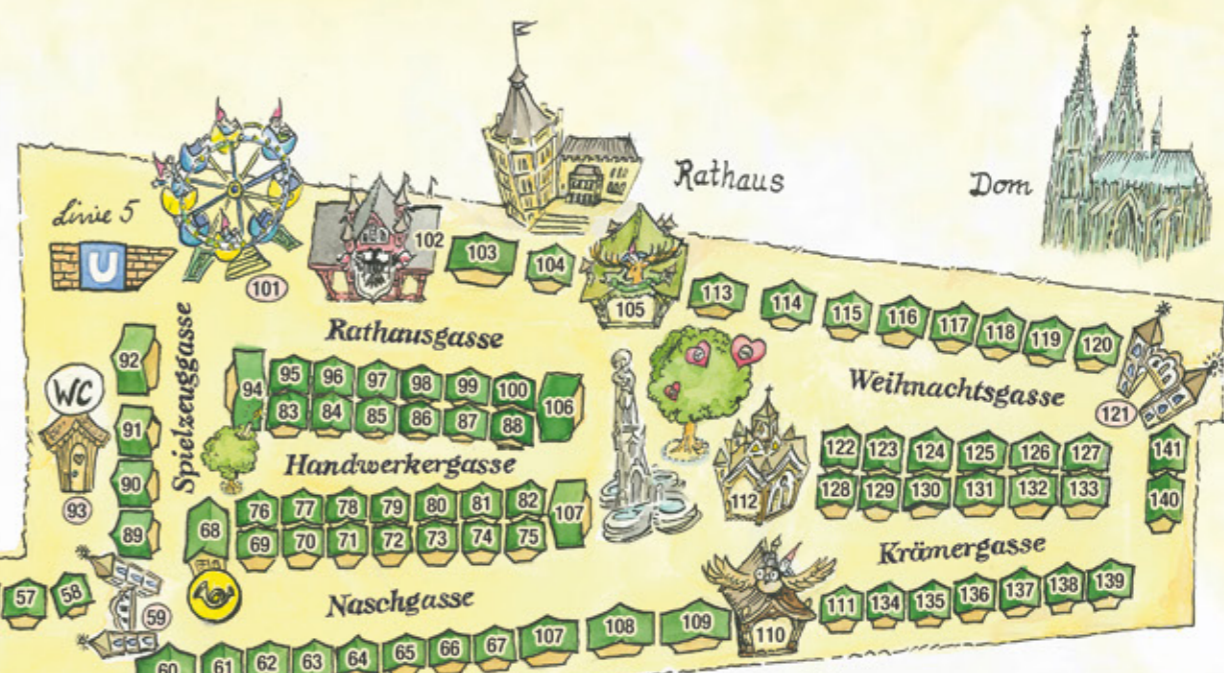 Rathaus
Dom
Linie 5
U
101
102
103
104
105
113
114
115
116
117
118
119
120
121
Rathausgasse
Weihnachtsgasse
Spielzeuggasse
WC
92
91
90
89
93
94
95 96 97 98 99 100
83 84 85 86 87 88
106
Handwerkergasse
68
76 77 78 79 80 81 82
69 70 71 72 73 74 75
107
112
122 123 124 125 126 127
128 129 130 131 132 133
141
140
Krämergasse
57
58
59
Naschgasse
60 61 62 63 64 65 66 67 107 108 109
110
111 134 135 136 137 138 139